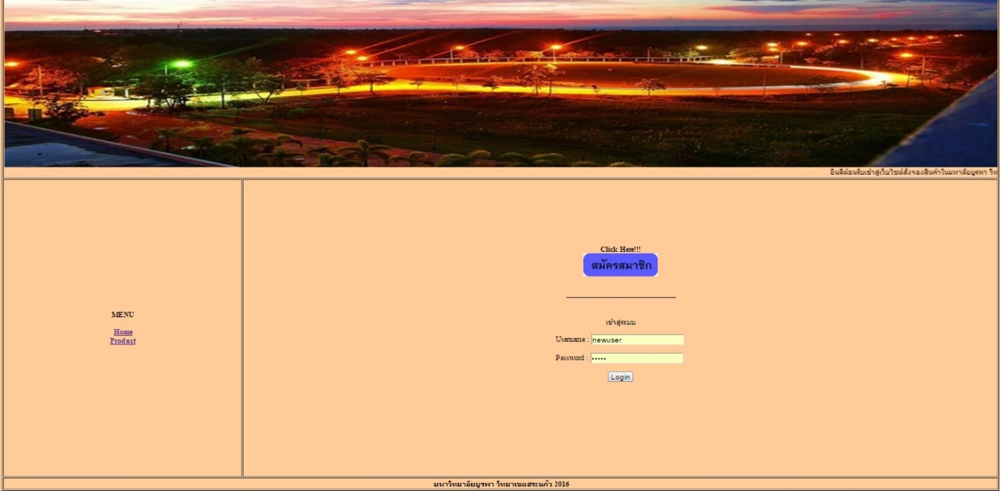 ยินดีต้อนรับเข้าสู่เว็บไซต์สั่งจองสินค้าในมหาลัยบูรพา วิท
Click Here!!!
สมัครสมาชิก
------------------------------------------------
เข้าสู่ระบบ
MENU
Home
Product
Username : newuser
Password : •••••
Login
มหาวิทยาลัยบูรพา วิทยาเขตสระแก้ว 2016